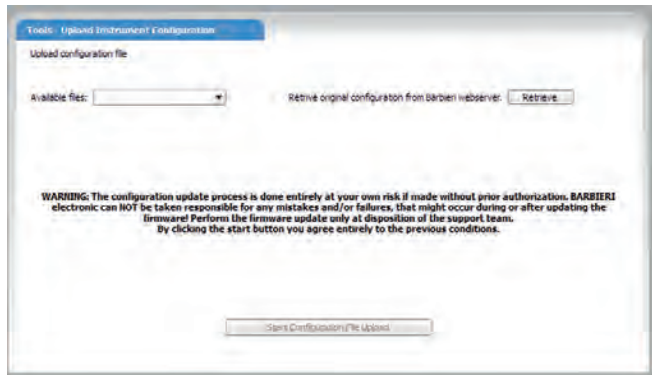 Tools - Upload Instrument Configuration
Upload configuration file
Available files:
Retrive original configuration from Barbieri webserver. Retrieve
WARNING: The configuration update process is done entirely at your own risk if made without prior authorization. BARBIERI
electronic can NOT be taken responsible for any mistakes and/or failures, that might occur during or after updating the
firmware! Perform the firmware update only at disposition of the support team.
By clicking the start button you agree entirely to the previous conditions.
Start Configuration File Upload